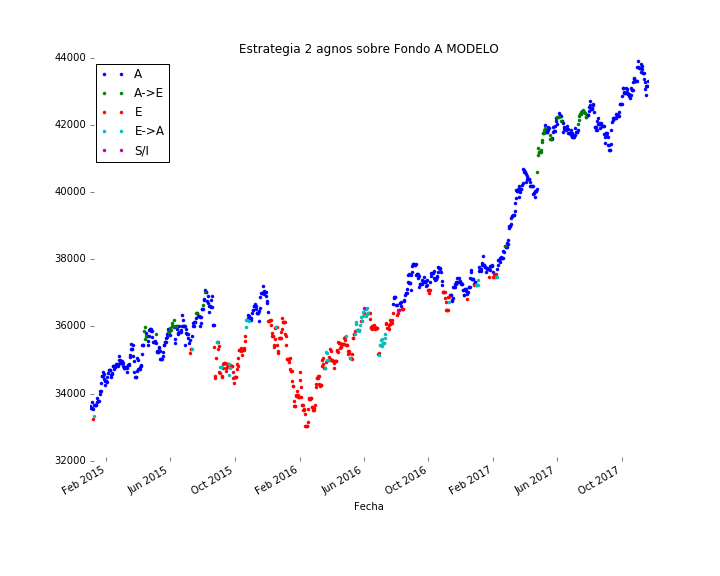 Estrategia 2 agnos sobre Fondo A MODELO
44000
42000
40000
38000
36000
34000
32000
A
A->E
E
E->A
S/I
Feb 2015
Jun 2015
Oct 2015
Feb 2016
Jun 2016
Oct 2016
Feb 2017
Jun 2017
Oct 2017
Fecha